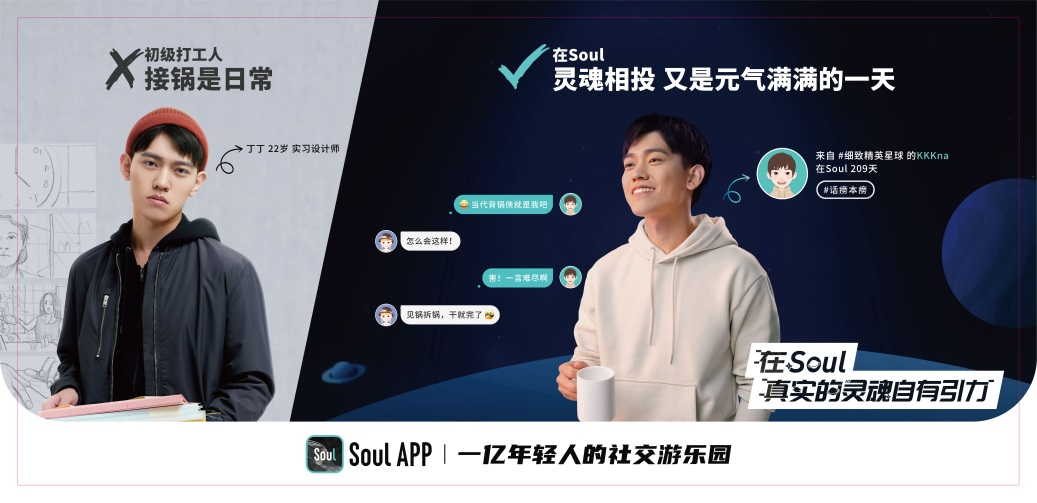 初级打工人
接锅是日常
丁丁 22岁 实习设计师
在Soul
灵魂相投 又是元气满满的一天
来自 #细致精英星球 的KKKna
在Soul 209天
#话痨本痨
当代背锅侠就是我吧
怎么会这样!
害!一言难尽啊
见锅拆锅,干就完了
在Soul
真实的灵魂自有引力
Soul
Soul APP | 一亿年轻人的社交游乐园